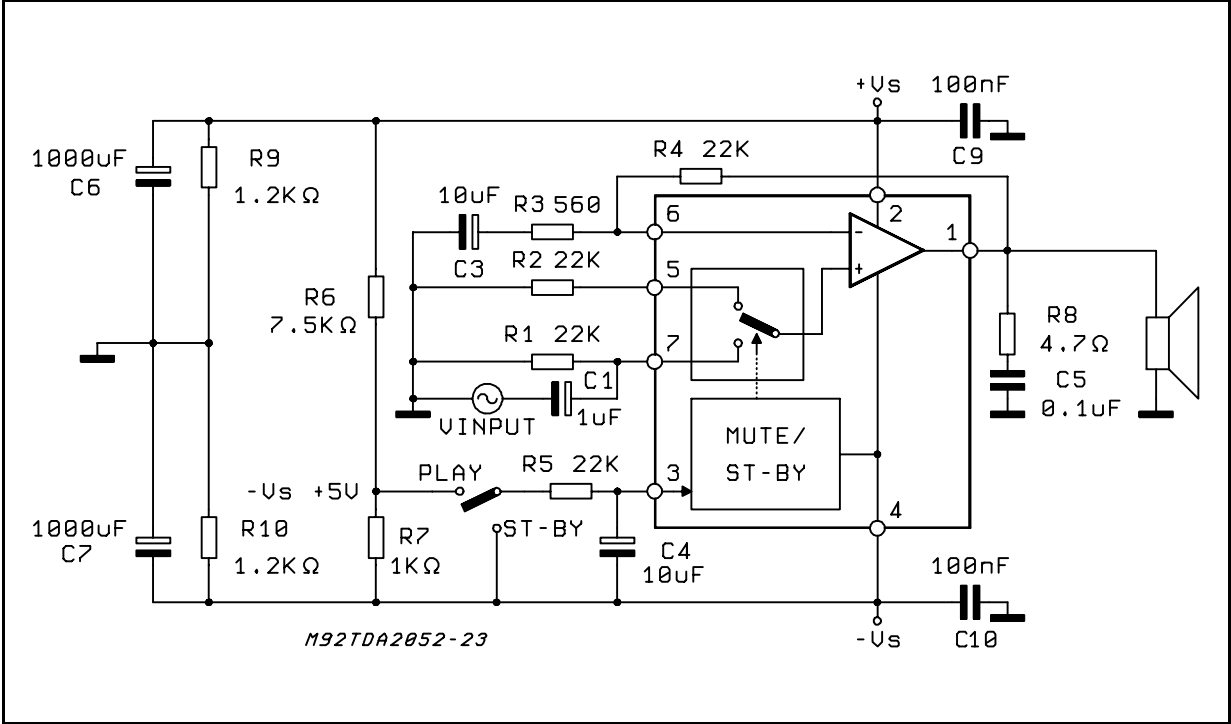 +Vs
100nF
C9
1000uF
C6
R9
1.2KΩ
R4 22K
10uF
C3
R3 560
6
2
1
R2 22K
5
-
+
R6
7.5KΩ
R1 22K
7
C1
1uF
VINPUT
R8
4.7Ω
C5
0.1uF
MUTE/
ST-BY
PLAY
R5 22K
3
-Vs +5V
ST-BY
4
1000uF
C7
R10
1.2KΩ
R7
1KΩ
C4
10uF
100nF
C10
-Vs
M92TDA2052-23